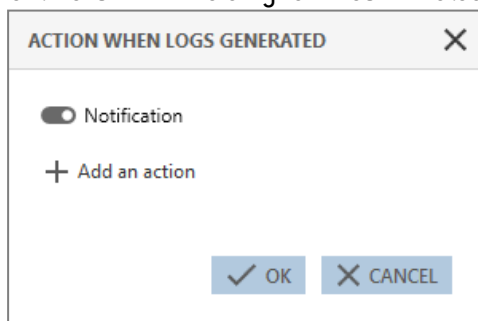 ACTION WHEN LOGS GENERATED
Notification
Add an action
OK CANCEL